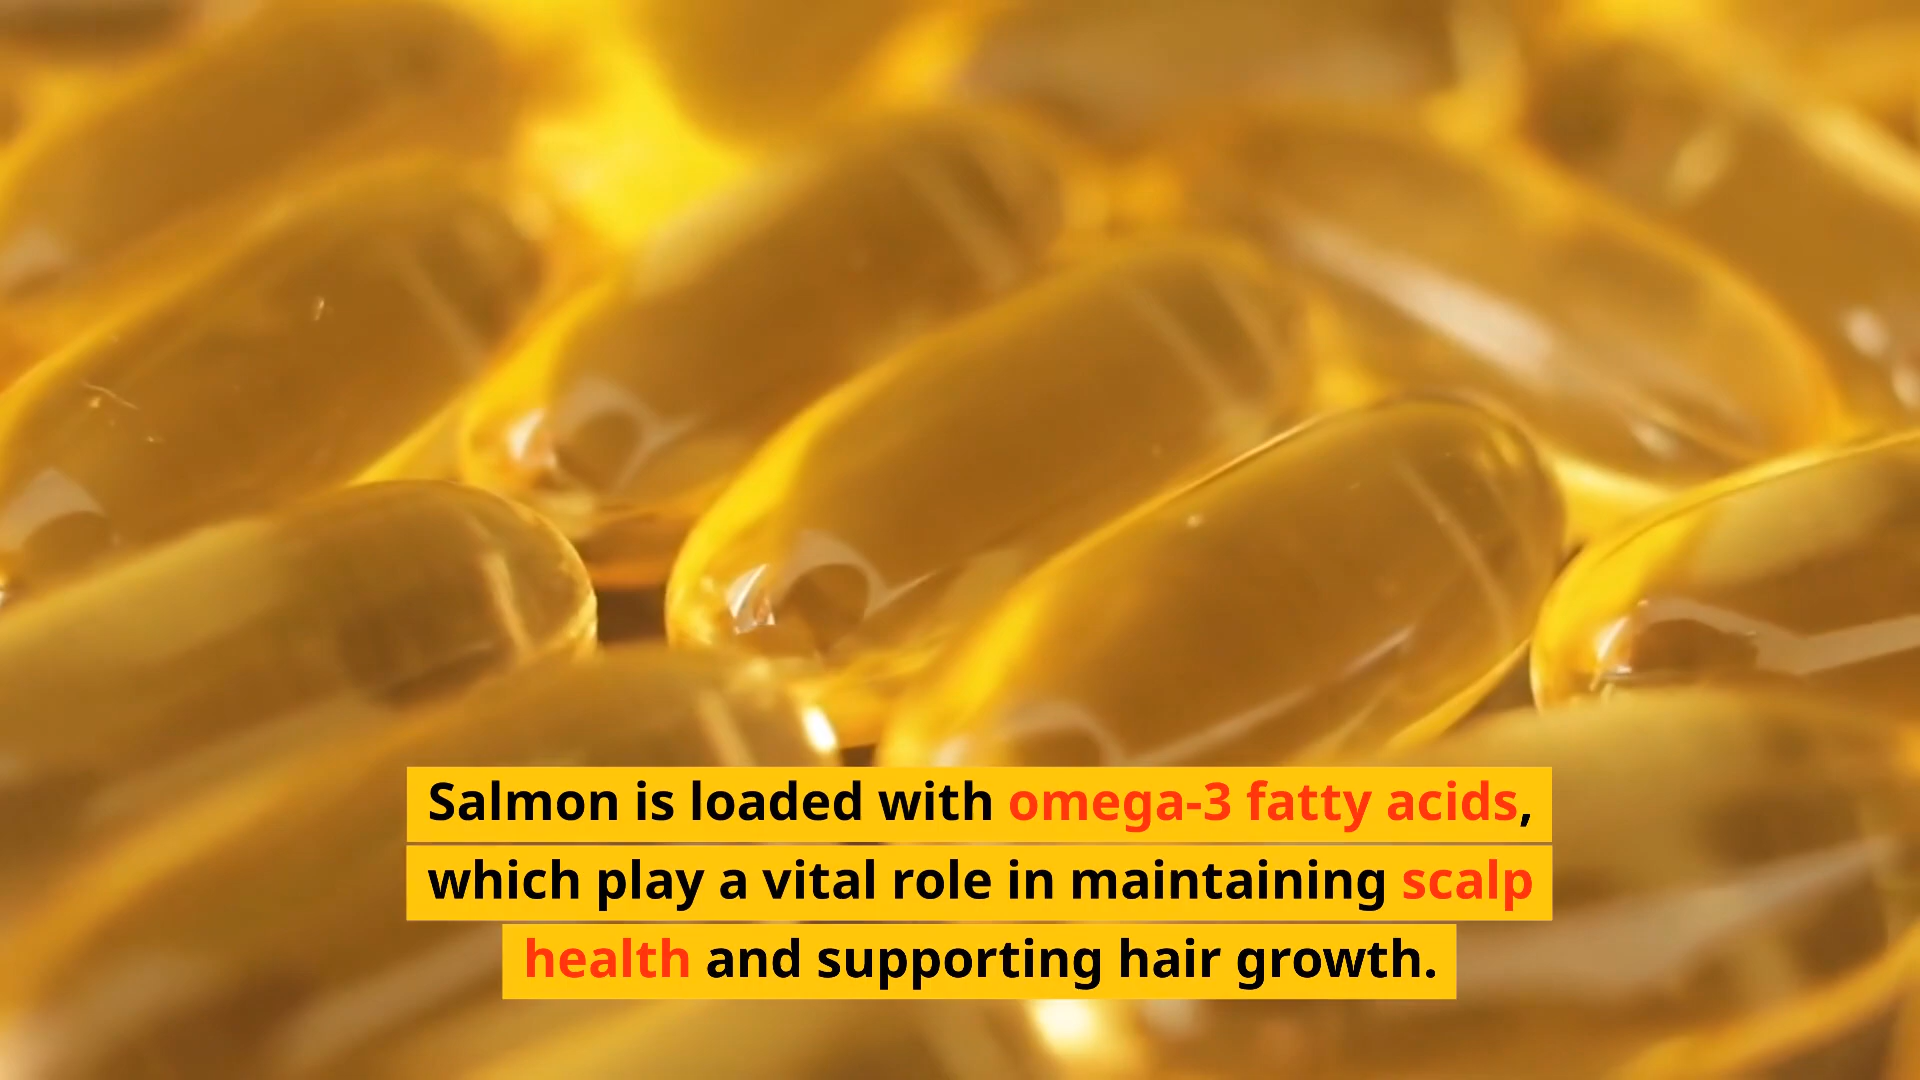 Salmon is loaded with omega-3 fatty acids,
which play a vital role in maintaining scalp
health and supporting hair growth.